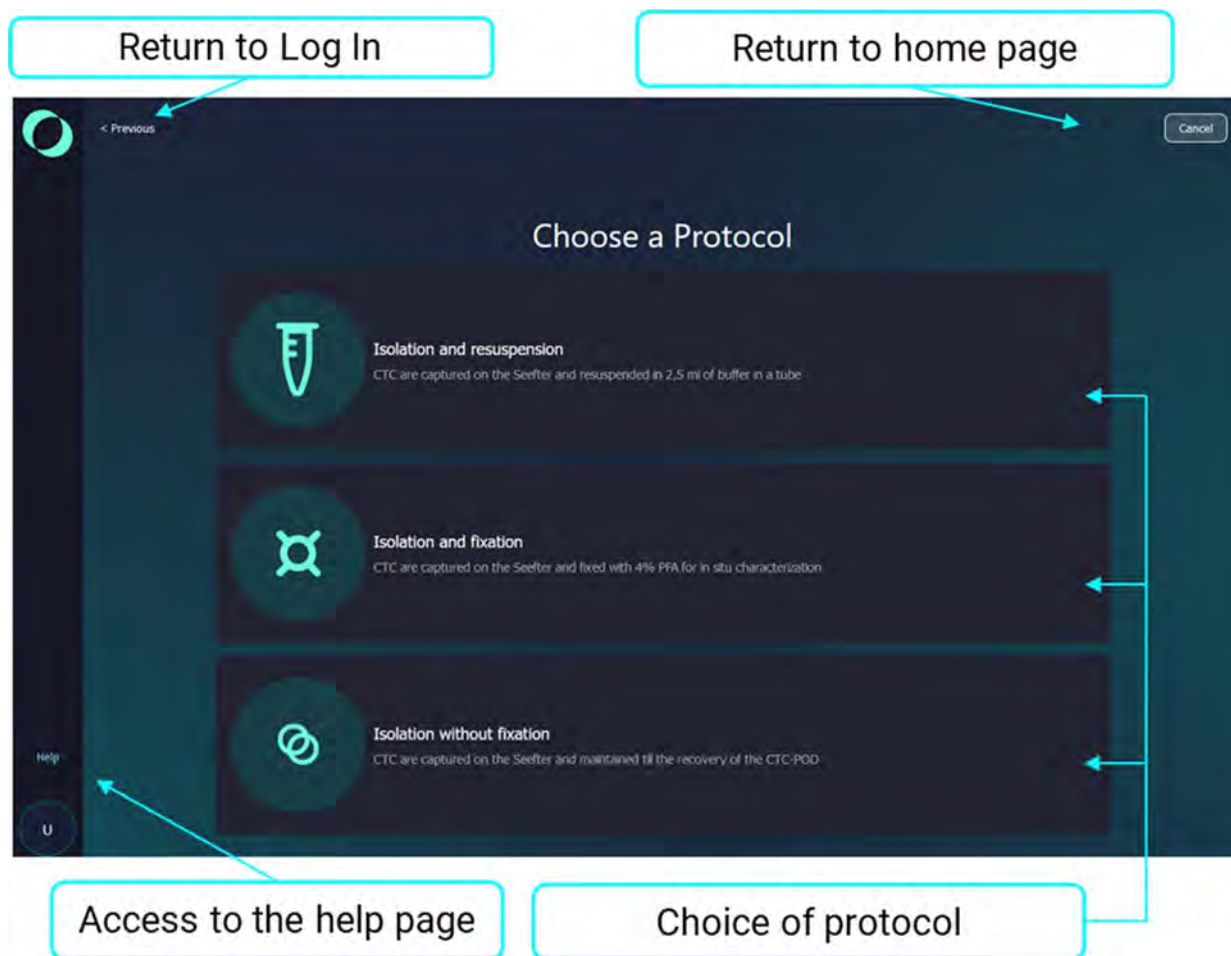 Return to Log In
Return to home page
< Previous
Cancel
Choose a Protocol
Isolation and resuspension
CTC are captured on the Seefter and resuspended in 2,5 ml of buffer in a tube
Isolation and fixation
CTC are captured on the Seefter and fixed with 4% PFA for in situ characterization
Isolation without fixation
CTC are captured on the Seefter and maintained til the recovery of the CTC-POD
Help
U
Access to the help page
Choice of protocol